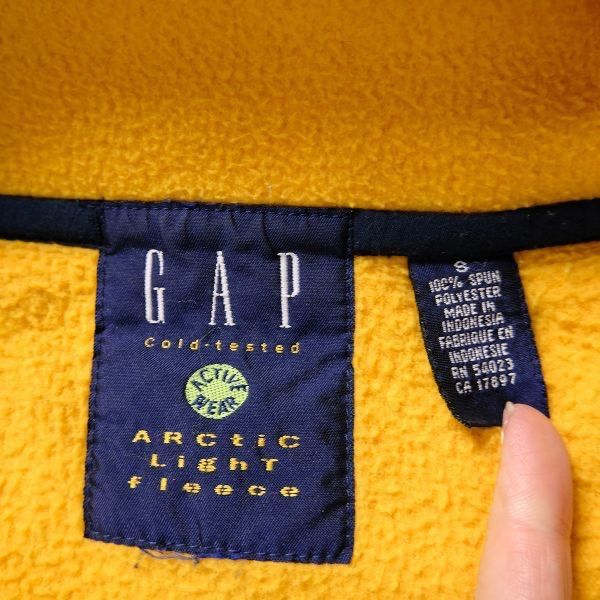 GAP
Cold-tested
ACTIVE
WEAR
ARCtiC
LigHT
fleece
S
100% SPUN
POLYESTER
MADE IN
INDONESIA
FABRIQUE EN
INDONESIE
RN 54023
CA 17897